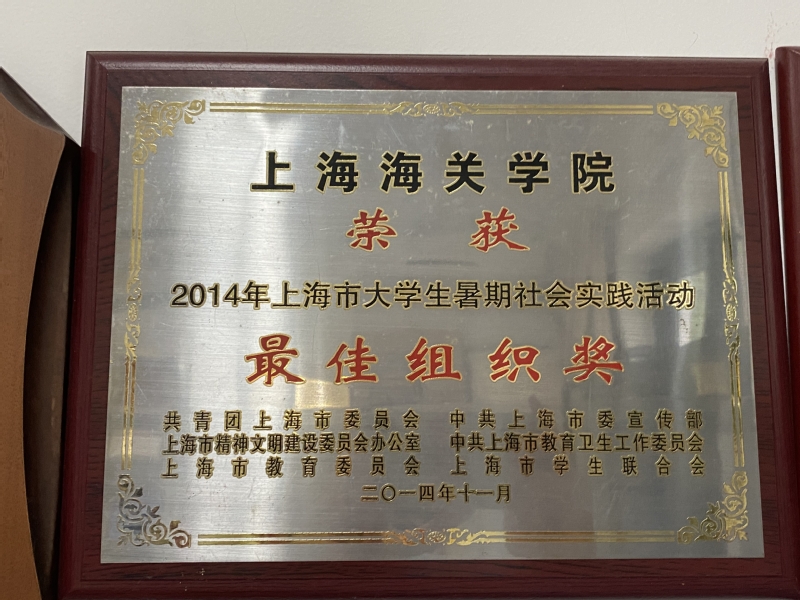 上海海关学院
荣获
2014年上海市大学生暑期社会实践活动
最佳组织奖
共青团上海市委员会 中共上海市委宣传部
上海市精神文明建设委员会办公室 中共上海市教育卫生工作委员会
上海市教育委员会 上海市学生联合会
二〇一四年十一月